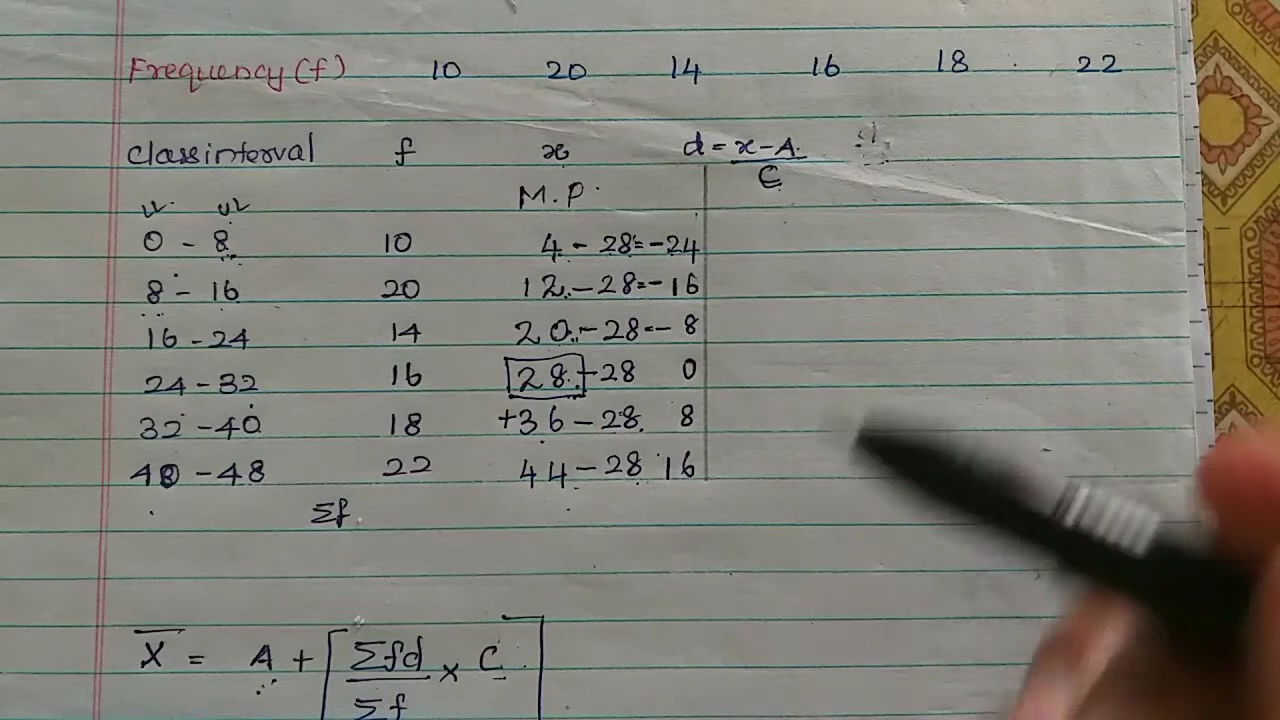 Frequency (f) 10 20 14 16 18 22
class interval f x d = x - A / C
M.P.
0 - 8 10 4 - 28 = -24
8 - 16 20 12 - 28 = -16
16 - 24 14 20 - 28 = - 8
24 - 32 16 28 - 28 0
32 - 40 18 +36 - 28 8
40 - 48 22 44 - 28 16
Σf
X̅ = A + [Σfd / Σf × C]